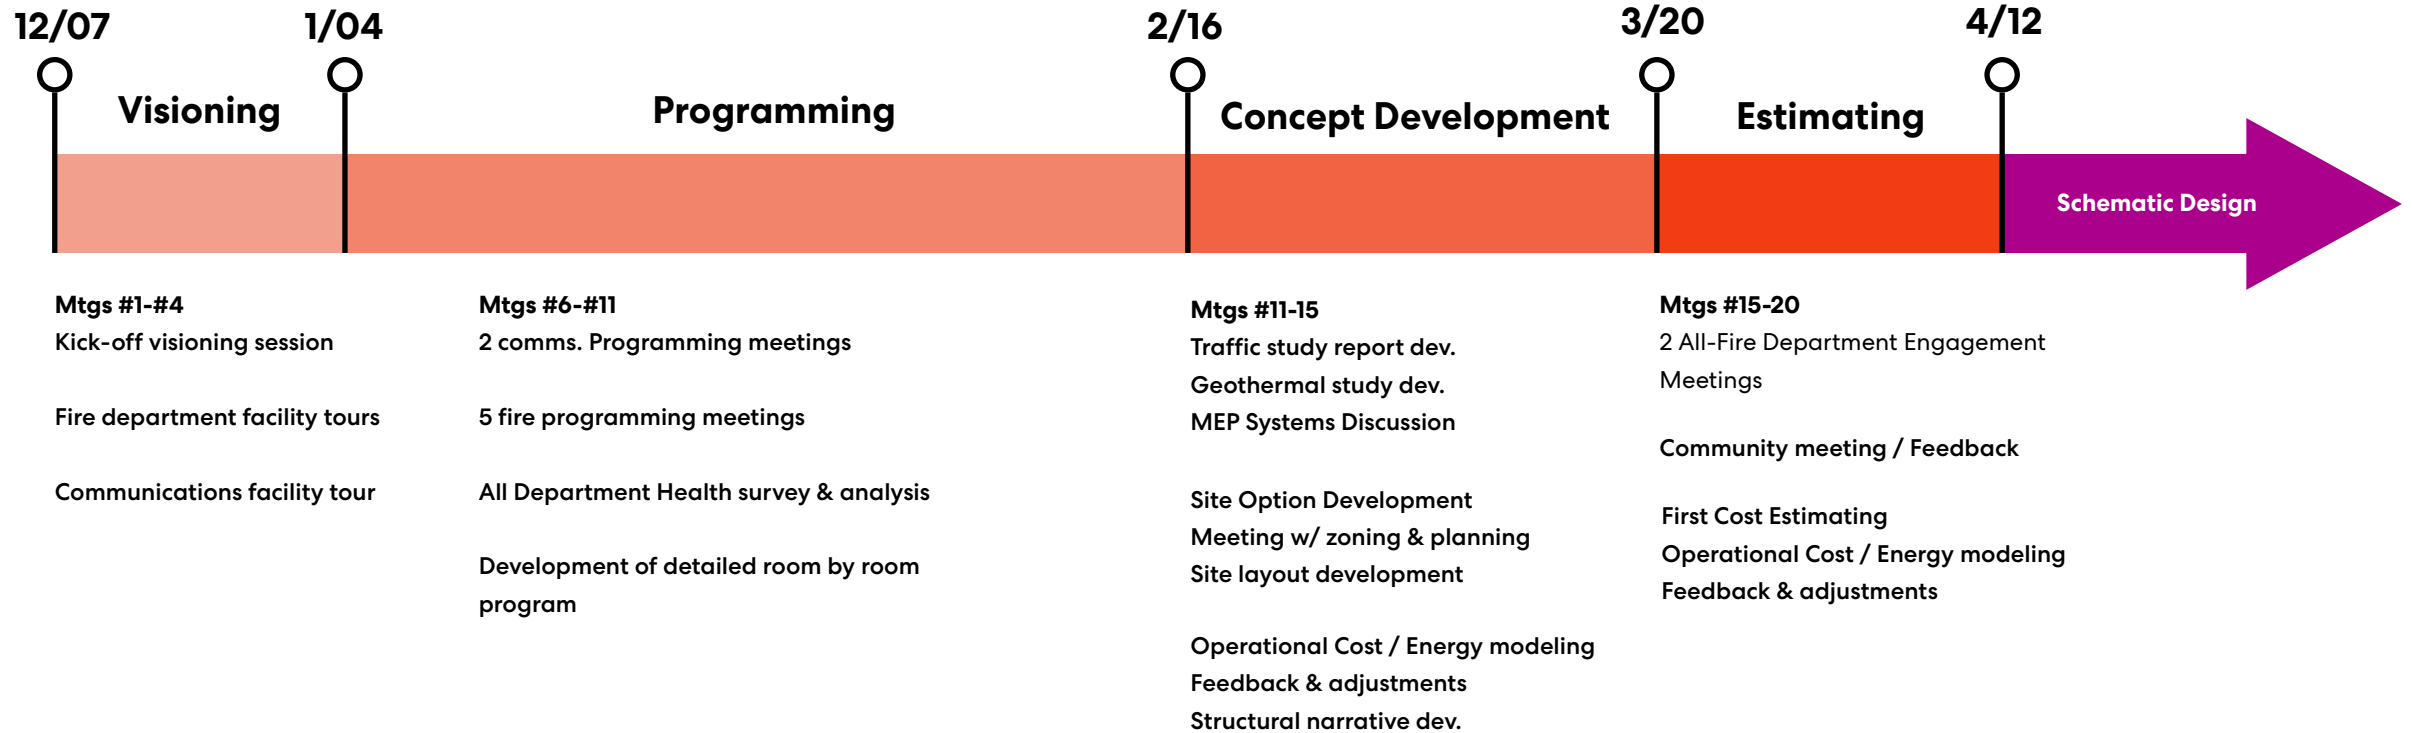 12/07
1/04
2/16
3/20
4/12
Visioning
Programming
Concept Development
Estimating
Schematic Design
Mtgs #1-#4
Kick-off visioning session
Fire department facility tours
Communications facility tour
Mtgs #6-#11
2 comms. Programming meetings
5 fire programming meetings
All Department Health survey & analysis
Development of detailed room by room
program
Mtgs #11-15
Traffic study report dev.
Geothermal study dev.
MEP Systems Discussion
Site Option Development
Meeting w/ zoning & planning
Site layout development
Operational Cost / Energy modeling
Feedback & adjustments
Structural narrative dev.
Mtgs #15-20
2 All-Fire Department Engagement
Meetings
Community meeting / Feedback
First Cost Estimating
Operational Cost / Energy modeling
Feedback & adjustments